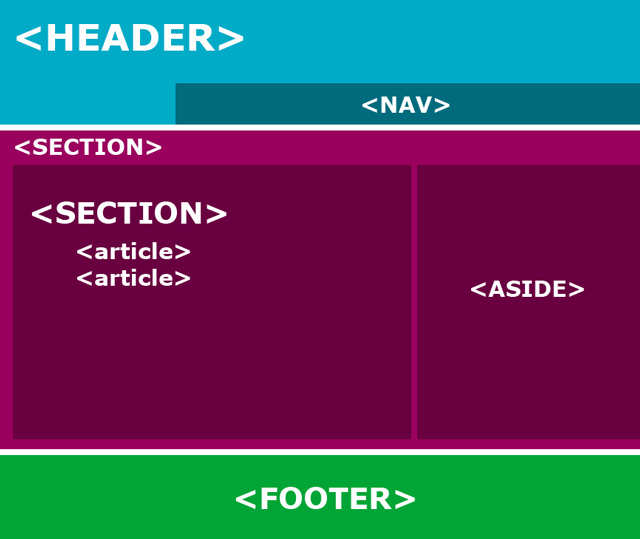 <HEADER>
<NAV>
<SECTION>
<SECTION>
<article>
<article>
<ASIDE>
<FOOTER>